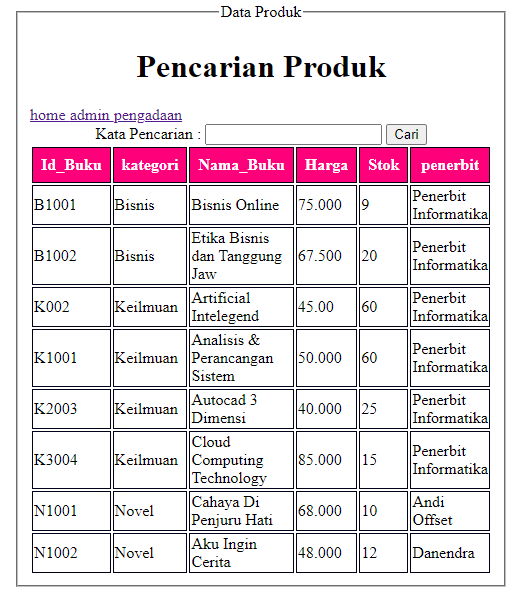 Data Produk
Pencarian Produk
home admin pengadaan
Kata Pencarian : Cari
Id_Buku kategori Nama_Buku Harga Stok penerbit
B1001 Bisnis Bisnis Online 75.000 9 Penerbit Informatika
B1002 Bisnis Etika Bisnis dan Tanggung Jaw 67.500 20 Penerbit Informatika
K002 Keilmuan Artificial Intelegend 45.00 60 Penerbit Informatika
K1001 Keilmuan Analisis & Perancangan Sistem 50.000 60 Penerbit Informatika
K2003 Keilmuan Autocad 3 Dimensi 40.000 25 Penerbit Informatika
K3004 Keilmuan Cloud Computing Technology 85.000 15 Penerbit Informatika
N1001 Novel Cahaya Di Penjuru Hati 68.000 10 Andi Offset
N1002 Novel Aku Ingin Cerita 48.000 12 Danendra